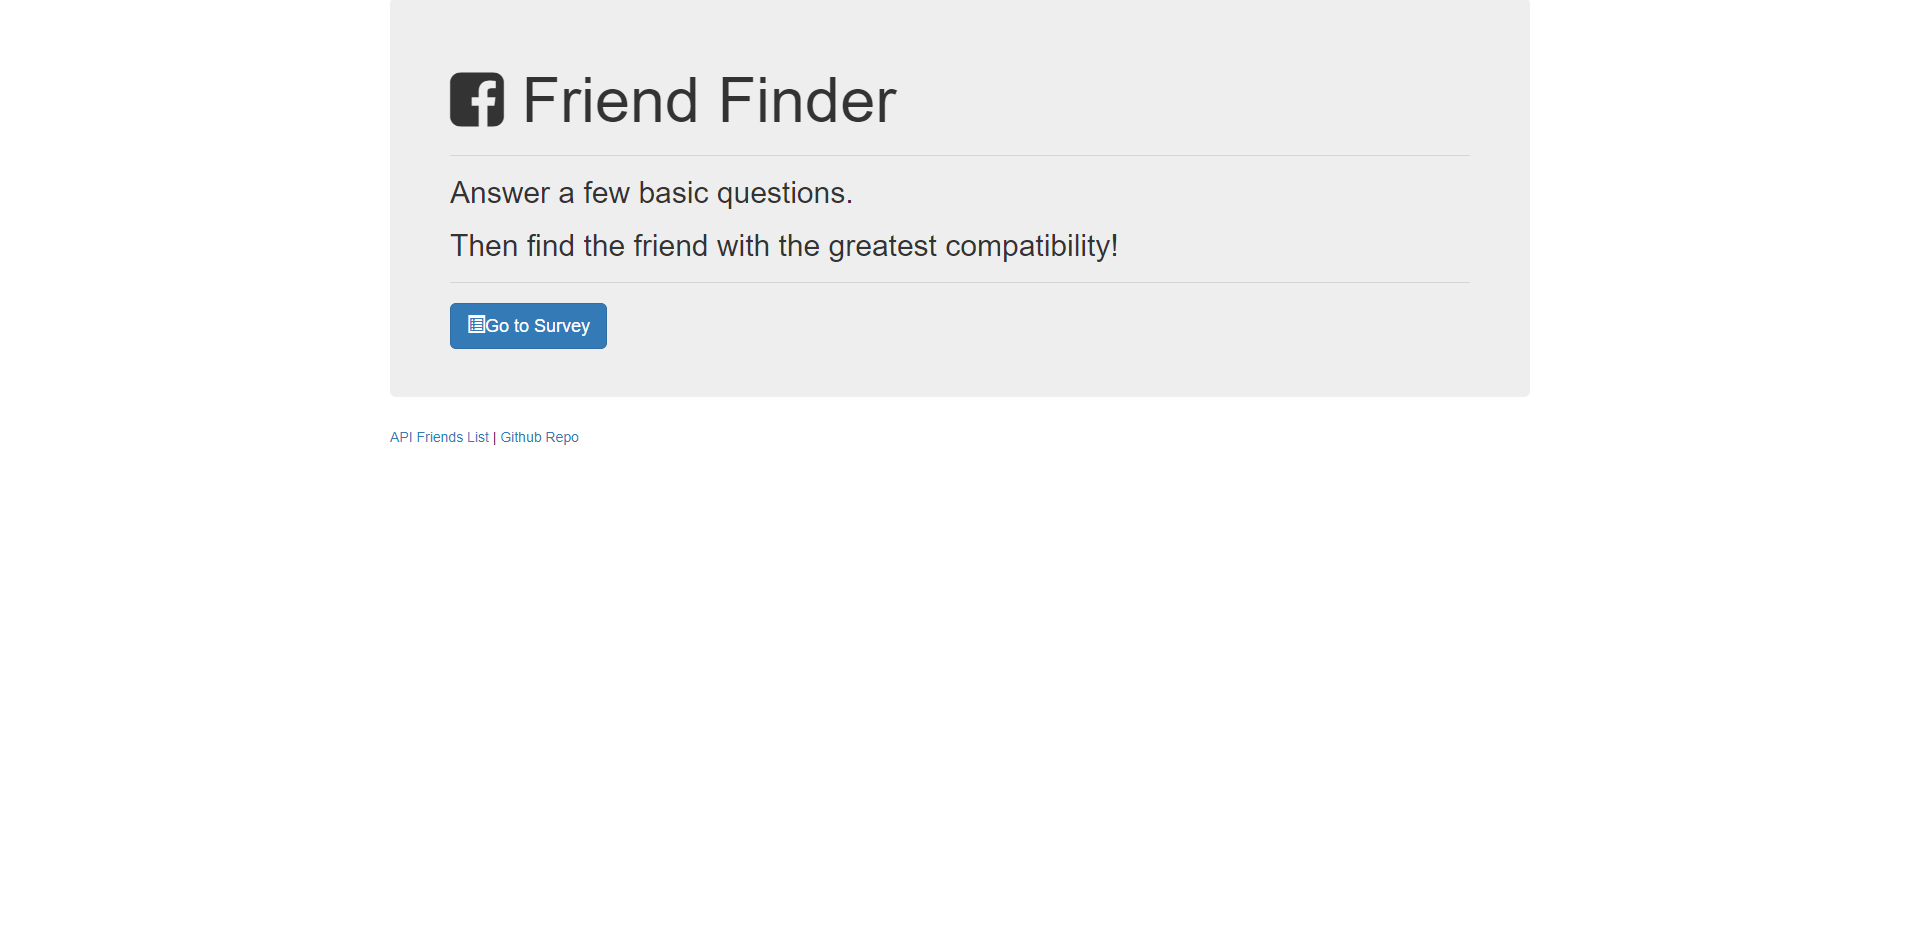 Friend Finder
Answer a few basic questions.
Then find the friend with the greatest compatibility!
Go to Survey
API Friends List | Github Repo